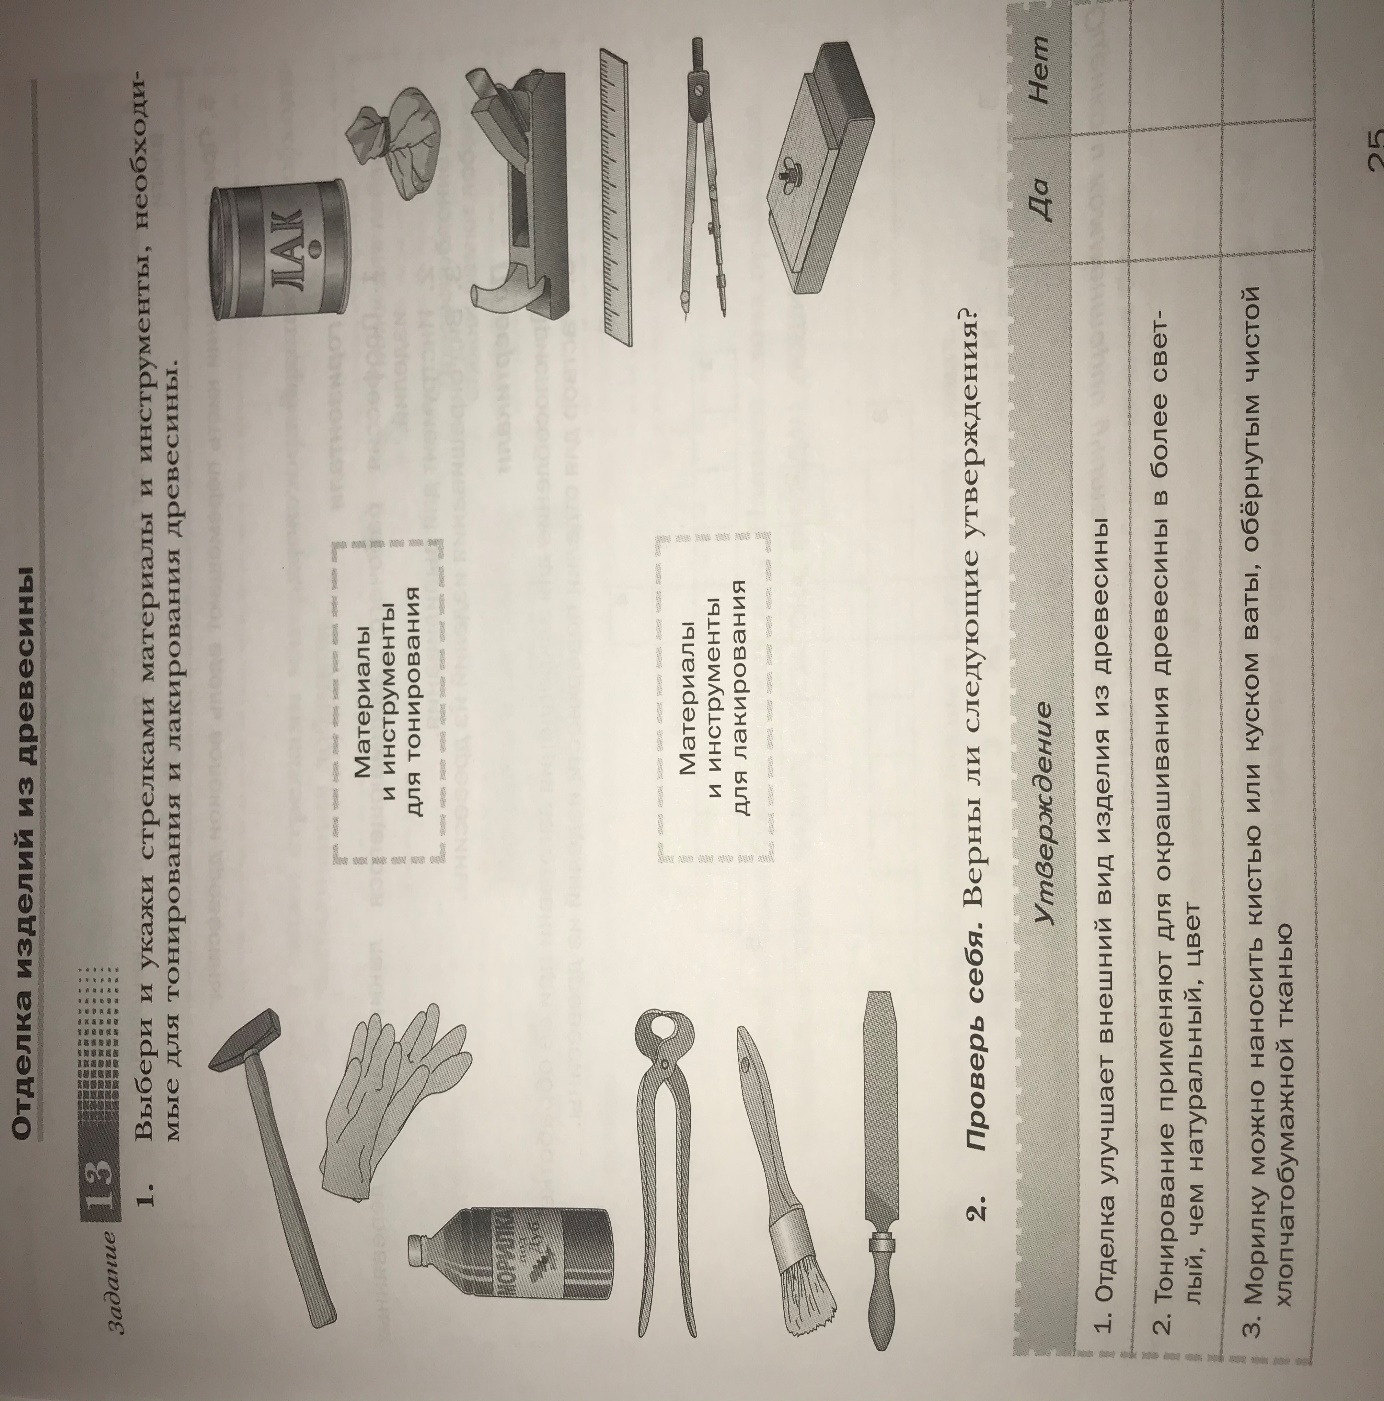 Отделка изделий из древесины
Задание 13
1. Выбери и укажи стрелками материалы и инструменты, необходи-
мые для тонирования и лакирования древесины.
ЛАК
Материалы
и инструменты
для тонирования
МОРИЛКА
Материалы
и инструменты
для лакирования
2. Проверь себя. Верны ли следующие утверждения?
Утверждение Да Нет
1. Отделка улучшает внешний вид изделия из древесины
2. Тонирование применяют для окрашивания древесины в более свет-
лый, чем натуральный, цвет
3. Морилку можно наносить кистью или куском ваты, обёрнутым чистой
хлопчатобумажной тканью
25